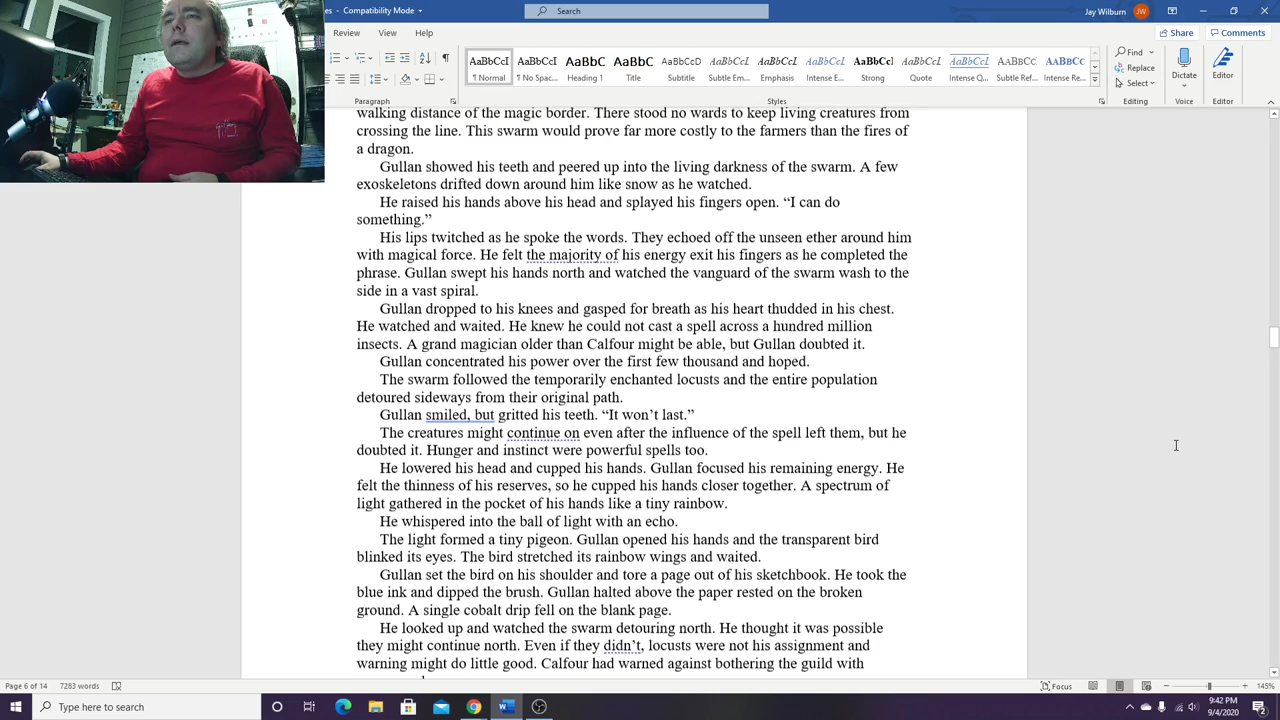 es - Compatibility Mode
Search
Jay Wilburn JW
Review View Help
Share Comments
AaBbCcI AaBbCcI AaBbC AaBbC AaBbCcD AaBbCcI AaBbCcI AaBbCcI AaBbCcI AaBbCcI AaBbCcI AaBbCc AaBbCc
¶ Normal ¶ No Spac... Heading 1 Title Subtitle Subtle Em... Emphasis Intense E... Strong Quote Intense Q... Subtle Ref... Intense Re...
Find
Replace
Select
Dictate
Editor
Paragraph Styles Editing Voice Editor
walking distance of the magic border. There stood no wards to keep living creatures from
crossing the line. This swarm would prove far more costly to the farmers than the fires of
a dragon.
Gullan showed his teeth and peered up into the living darkness of the swarm. A few
exoskeletons drifted down around him like snow as he watched.
He raised his hands above his head and splayed his fingers open. “I can do
something.”
His lips twitched as he spoke the words. They echoed off the unseen ether around him
with magical force. He felt the majority of his energy exit his fingers as he completed the
phrase. Gullan swept his hands north and watched the vanguard of the swarm wash to the
side in a vast spiral.
Gullan dropped to his knees and gasped for breath as his heart thudded in his chest.
He watched and waited. He knew he could not cast a spell across a hundred million
insects. A grand magician older than Calfour might be able, but Gullan doubted it.
Gullan concentrated his power over the first few thousand and hoped.
The swarm followed the temporarily enchanted locusts and the entire population
detoured sideways from their original path.
Gullan smiled, but gritted his teeth. “It won’t last.”
The creatures might continue on even after the influence of the spell left them, but he
doubted it. Hunger and instinct were powerful spells too.
He lowered his head and cupped his hands. Gullan focused his remaining energy. He
felt the thinness of his reserves, so he cupped his hands closer together. A spectrum of
light gathered in the pocket of his hands like a tiny rainbow.
He whispered into the ball of light with an echo.
The light formed a tiny pigeon. Gullan opened his hands and the transparent bird
blinked its eyes. The bird stretched its rainbow wings and waited.
Gullan set the bird on his shoulder and tore a page out of his sketchbook. He took the
blue ink and dipped the brush. Gullan halted above the paper rested on the broken
ground. A single cobalt drip fell on the blank page.
He looked up and watched the swarm detouring north. He thought it was possible
they might continue north. Even if they didn’t, locusts were not his assignment and
warning might do little good. Calfour had warned against bothering the guild with
Page 6 of 14 7283 words
Focus
145%
Type here to search
9:42 PM
9/4/2020